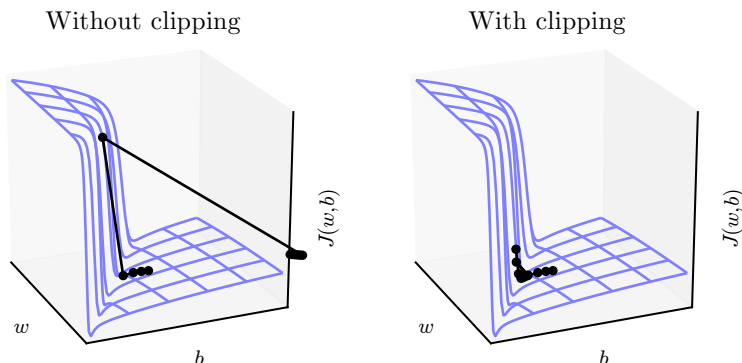 Without clipping
With clipping
J(w,b)
w
b
J(w,b)
w
b